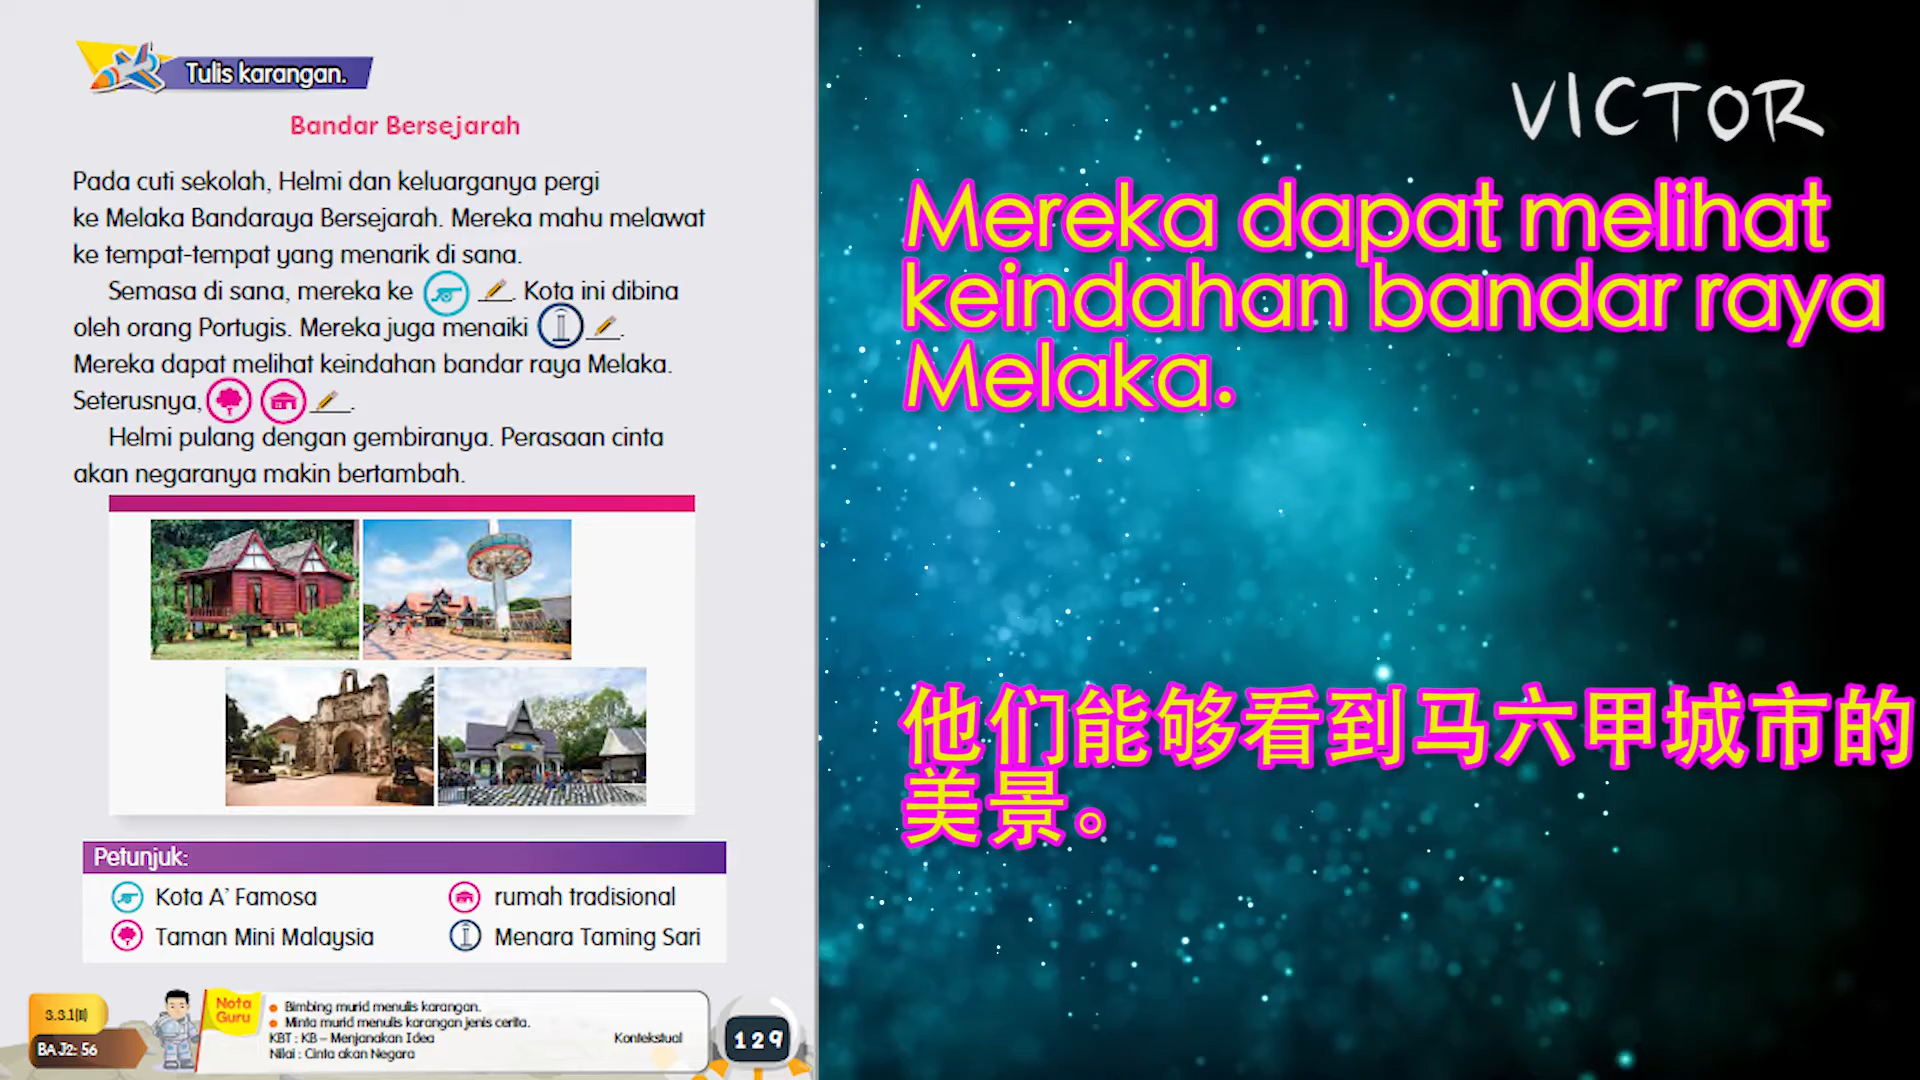 Tulis karangan.
Bandar Bersejarah
Pada cuti sekolah, Helmi dan keluarganya pergi
ke Melaka Bandaraya Bersejarah. Mereka mahu melawat
ke tempat-tempat yang menarik di sana.
Semasa di sana, mereka ke ___. Kota ini dibina
oleh orang Portugis. Mereka juga menaiki ___.
Mereka dapat melihat keindahan bandar raya Melaka.
Seterusnya, ___.
Helmi pulang dengan gembiranya. Perasaan cinta
akan negaranya makin bertambah.
Petunjuk:
Kota A' Famosa
rumah tradisional
Taman Mini Malaysia
Menara Taming Sari
3.3.1(ii)
BA J2: 56
Nota
Guru
Bimbing murid menulis karangan.
Minta murid menulis karangan jenis cerita.
KBT : KB – Menjanakan Idea
Nilai : Cinta akan Negara
Kontekstual
129
VICTOR
Mereka dapat melihat
keindahan bandar raya
Melaka.
他们能够看到马六甲城市的
美景。